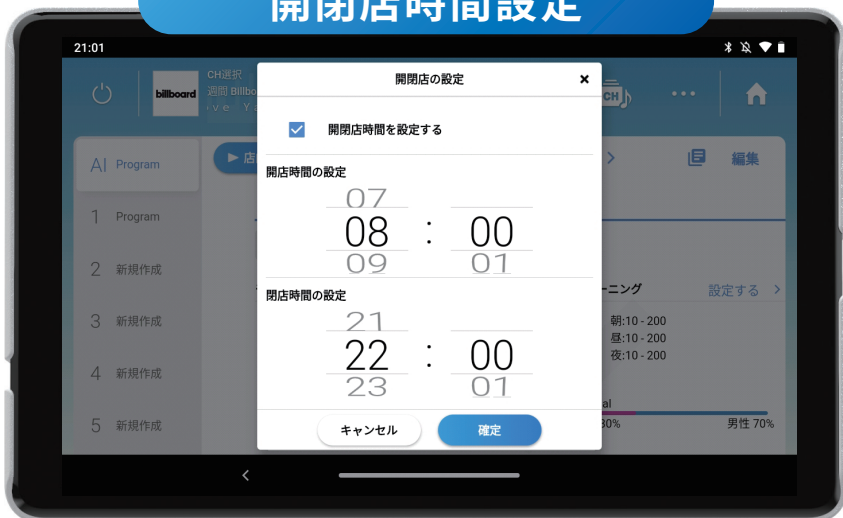 開閉店時間設定
21:01
billboard
CH選択
週間 Billbo
開閉店の設定
CH
開閉時間を設定する
AI Program
編集
1 Program
2 新規作成
3 新規作成
4 新規作成
5 新規作成
開店時間の設定
07
08 : 00
09 01
閉店時間の設定
21
22 : 00
23 01
キャンセル
確定
ーニング
設定する
朝:10 - 200
昼:10 - 200
夜:10 - 200
al
30%
男性 70%